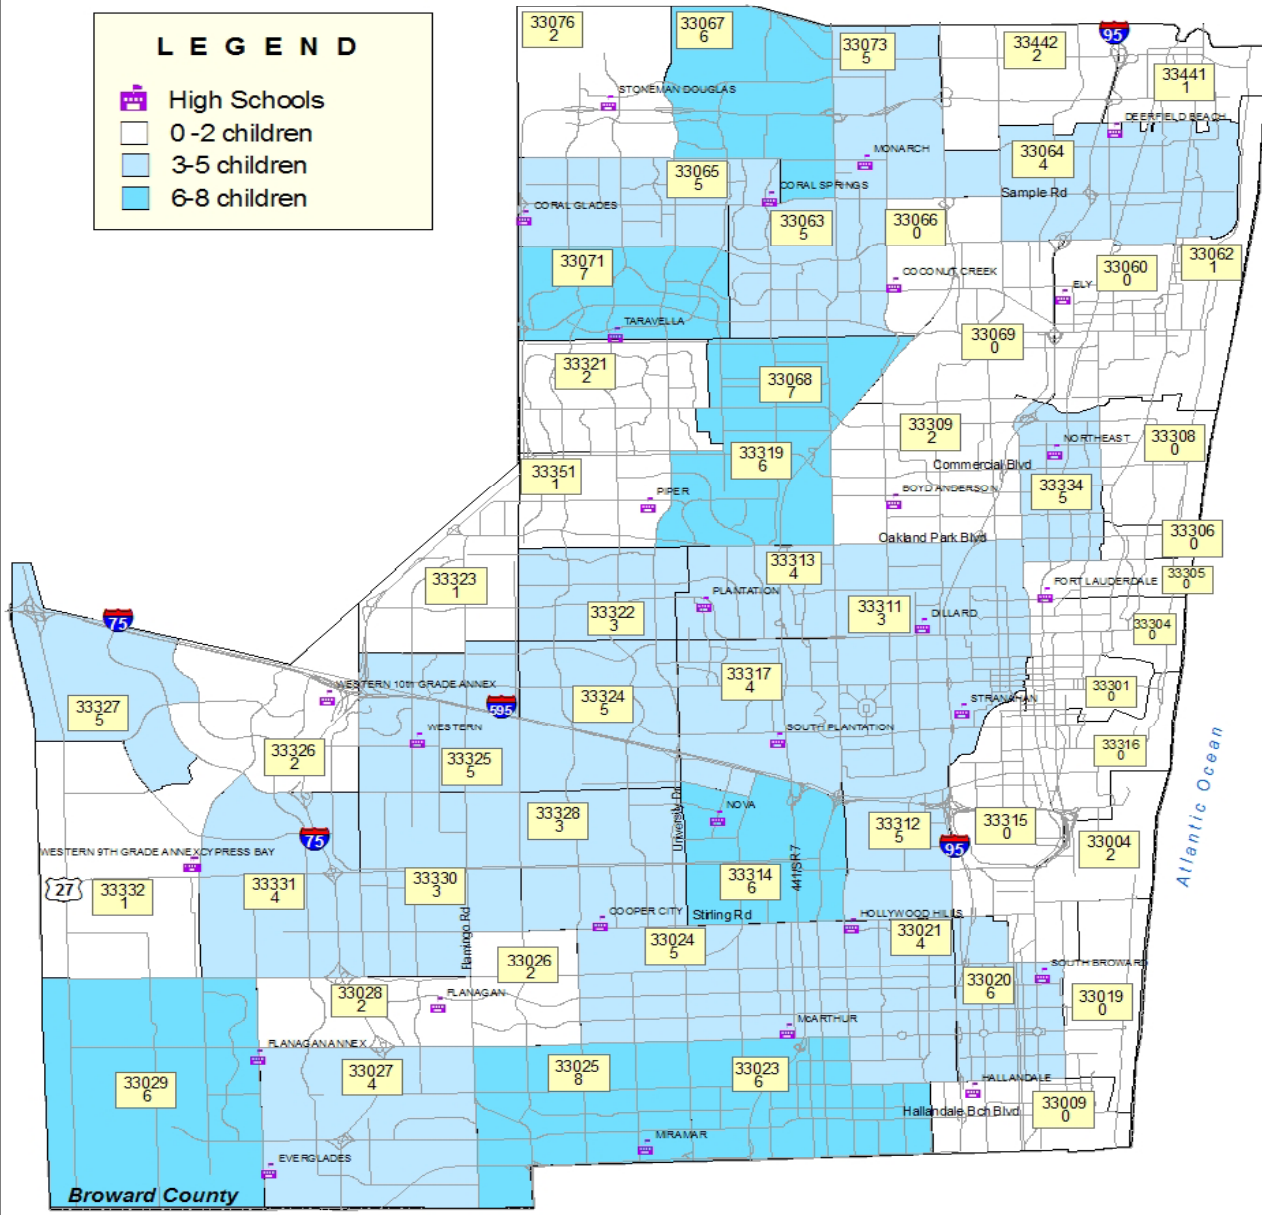 L E G E N D
High Schools
0 -2 children
3-5 children
6-8 children
33076
2
33067
6
33073
5
33442
2
95
33441
1
STONEMAN DOUGLAS
DEERFIELD BEACH
MONARCH
33064
4
33065
5
CORAL SPRINGS
Sample Rd
CORAL GLADES
33063
5
33066
0
33071
7
COCONUT CREEK
ELY
33060
0
33062
1
TARAVELLA
33069
0
33321
2
33068
7
33309
2
NORTHEAST
33308
0
33319
6
Commercial Blvd
33351
1
PIPER
BOYD ANDERSON
33334
5
Oakland Park Blvd
33306
0
33313
4
33323
1
PLANTATION
FORT LAUDERDALE
33305
0
33322
3
33311
3
DILLARD
33304
0
75
WESTERN 10th GRADE ANNEX
33317
4
33301
0
33327
5
595
33324
5
STRANAHAN
WESTERN
SOUTH PLANTATION
33326
2
33325
5
33316
0
Atlantic Ocean
University Dr
NOVA
33328
3
33312
5
33315
0
75
95
33004
2
WESTERN 9TH GRADE ANNEX
CYPRESS BAY
441/SR 7
27
33332
1
33331
4
33330
3
33314
6
COOPER CITY
Stirling Rd
HOLLYWOOD HILLS
Flamingo Rd
33024
5
33021
4
33026
2
SOUTH BROWARD
33028
2
FLANAGAN
33020
6
33019
0
McARTHUR
FLANAGAN ANNEX
33029
6
33027
4
33025
8
33023
6
HALLANDALE
Hallandale Bch Blvd
33009
0
MIRAMAR
EVERGLADES
Broward County